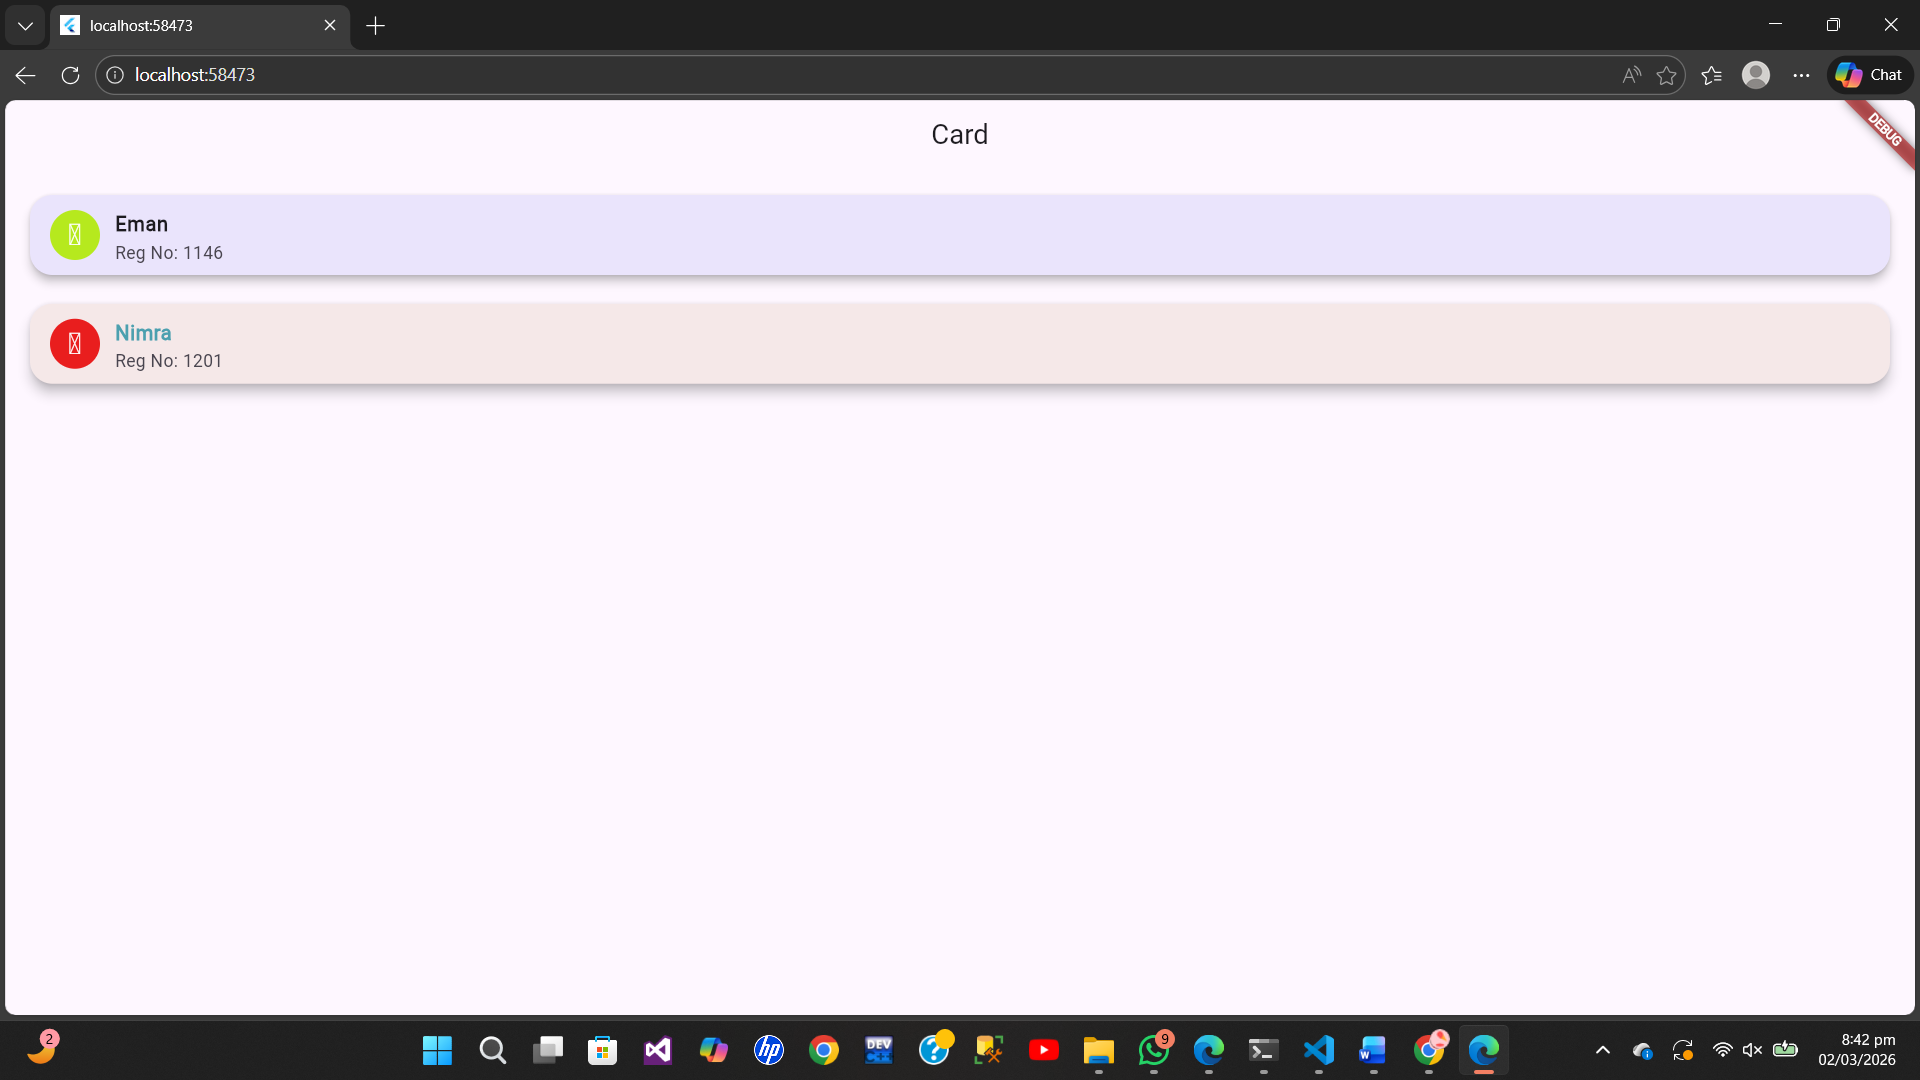 localhost:58473
localhost:58473
Chat
Card
DEBUG
Eman
Reg No: 1146
Nimra
Reg No: 1201
2
hp
DEV
C++
9
W
8:42 pm
02/03/2026